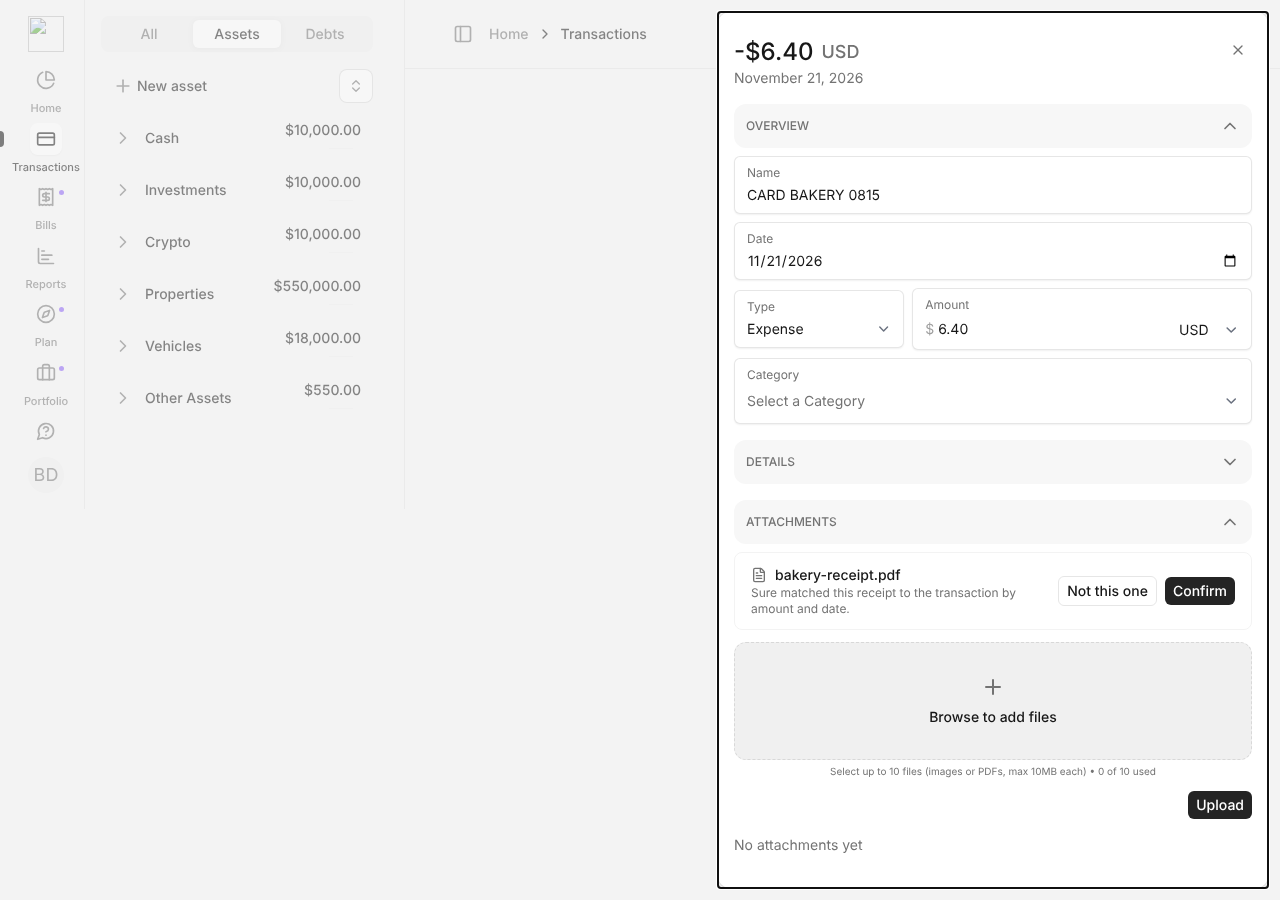 All
Assets
Debts
New asset
Cash
$10,000.00
Investments
$10,000.00
Crypto
$10,000.00
Properties
$550,000.00
Vehicles
$18,000.00
Other Assets
$550.00
Home
Transactions
Bills
Reports
Plan
Portfolio
BD
Home
Transactions
-$6.40 USD
November 21, 2026
OVERVIEW
Name
CARD BAKERY 0815
Date
11/21/2026
Type
Expense
Amount
$ 6.40
USD
Category
Select a Category
DETAILS
ATTACHMENTS
bakery-receipt.pdf
Sure matched this receipt to the transaction by
amount and date.
Not this one
Confirm
Browse to add files
Select up to 10 files (images or PDFs, max 10MB each) • 0 of 10 used
Upload
No attachments yet